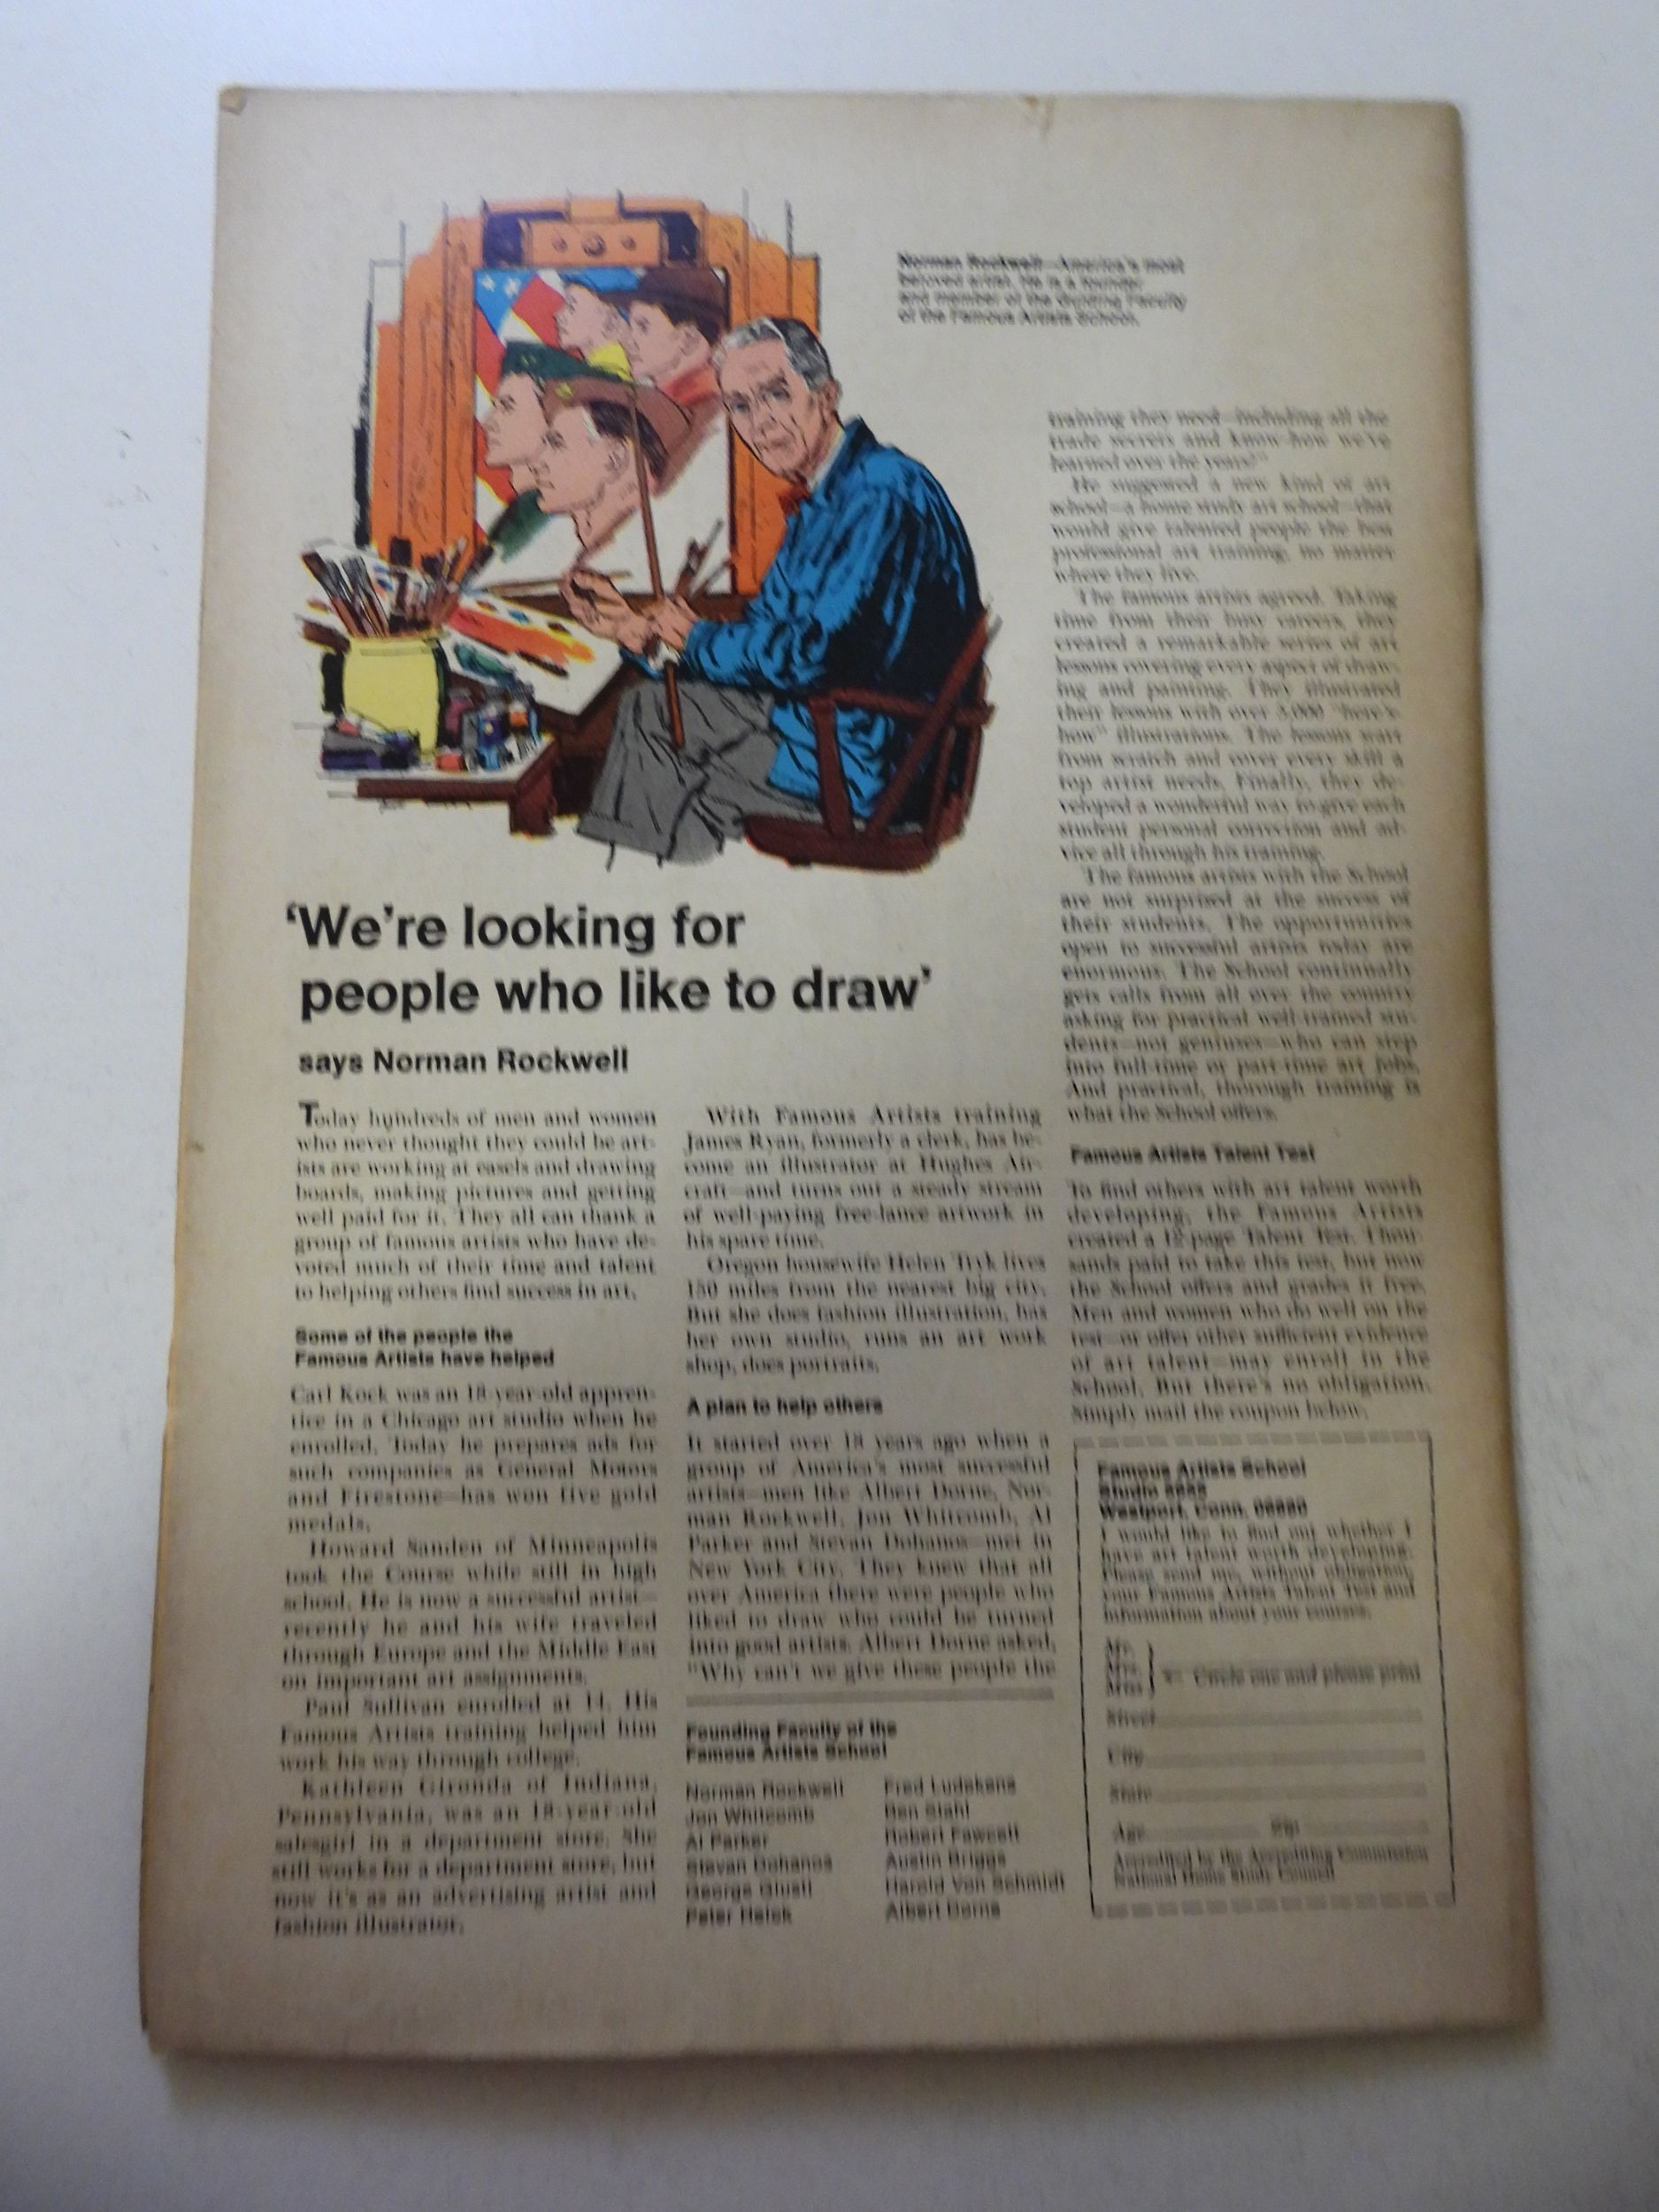 Norman Rockwell—America's most
beloved artist. He is a founder
and member of the Guiding Faculty
of the Famous Artists School.
'We're looking for
people who like to draw'
says Norman Rockwell
Today hundreds of men and women
who never thought they could be art-
ists are working at easels and drawing
boards, making pictures and getting
well paid for it. They all can thank a
group of famous artists who have de-
voted much of their time and talent
to helping others find success in art.
Some of the people the
Famous Artists have helped
Carl Kock was an 18-year-old appren-
tice in a Chicago art studio when he
enrolled. Today he prepares ads for
such companies as General Motors
and Firestone—has won five gold
medals.
Howard Sanden of Minneapolis
took the Course while still in high
school. He is now a successful artist—
recently he and his wife traveled
through Europe and the Middle East
on important art assignments.
Paul Sullivan enrolled at 14. His
Famous Artists training helped him
work his way through college.
Kathleen Gironda of Indiana,
Pennsylvania, was an 18-year-old
salesgirl in a department store. She
still works for a department store, but
now it's as an advertising artist and
fashion illustrator.
With Famous Artists training
James Ryan, formerly a clerk, has be-
come an illustrator at Hughes Air-
craft—and turns out a steady stream
of well-paying free-lance artwork in
his spare time.
Oregon housewife Helen Tryk lives
150 miles from the nearest big city.
But she does fashion illustration, has
her own studio, runs an art work
shop, does portraits.
A plan to help others
It started over 18 years ago when a
group of America's most successful
artists—men like Albert Dorne, Nor-
man Rockwell, Jon Whitcomb, Al
Parker and Stevan Dohanos—met in
New York City. They knew that all
over America there were people who
liked to draw who could be turned
into good artists. Albert Dorne asked,
"Why can't we give these people the
Founding Faculty of the
Famous Artists School
Norman Rockwell
Jon Whitcomb
Al Parker
Stevan Dohanos
George Giusti
Peter Helck
Fred Ludekens
Ben Stahl
Robert Fawcett
Austin Briggs
Harold Von Schmidt
Albert Dorne
training they need—including all the
trade secrets and know-how we've
learned over the years?"
He suggested a new kind of art
school—a home study art school—that
would give talented people the best
professional art training, no matter
where they live.
The famous artists agreed. Taking
time from their busy careers, they
created a remarkable series of art
lessons covering every aspect of draw-
ing and painting. They illustrated
their lessons with over 5,000 "here's-
how" illustrations. The lessons start
from scratch and cover every skill a
top artist needs. Finally, they de-
veloped a wonderful way to give each
student personal correction and ad-
vice all through his training.
The famous artists with the School
are not surprised at the success of
their students. The opportunities
open to successful artists today are
enormous. The School continually
gets calls from all over the country
asking for practical well-trained stu-
dents—not geniuses—who can step
into full-time or part-time art jobs.
And practical, thorough training is
what the School offers.
Famous Artists Talent Test
To find others with art talent worth
developing, the Famous Artists
created a 12-page Talent Test. Thou-
sands paid to take this test, but now
the School offers and grades it free.
Men and women who do well on the
test—or offer other sufficient evidence
of art talent—may enroll in the
School. But there's no obligation.
Simply mail the coupon below.
Famous Artists School
Studio
Westport, Conn. 06880
I would like to find out whether I
have art talent worth developing.
Please send me, without obligation,
your Famous Artists Talent Test and
information about your courses.
Mr.
Mrs.
Miss
Circle one and please print
Street
City
State
Age Zip
Accredited by the Accrediting Commission
National Home Study Council